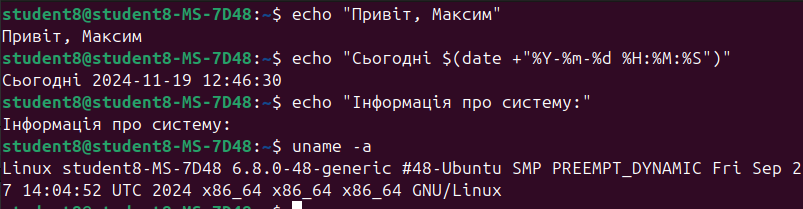 student8@student8-MS-7D48:~$ echo "Привіт, Максим"
Привіт, Максим
student8@student8-MS-7D48:~$ echo "Сьогодні $(date +"%Y-%m-%d %H:%M:%S")"
Сьогодні 2024-11-19 12:46:30
student8@student8-MS-7D48:~$ echo "Інформація про систему:"
Інформація про систему:
student8@student8-MS-7D48:~$ uname -a
Linux student8-MS-7D48 6.8.0-48-generic #48-Ubuntu SMP PREEMPT_DYNAMIC Fri Sep 2
7 14:04:52 UTC 2024 x86_64 x86_64 x86_64 GNU/Linux
student8@student8-MS-7D48:~$